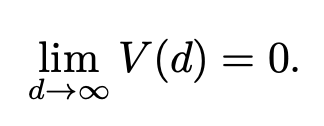 lim V(d) = 0.
d→∞